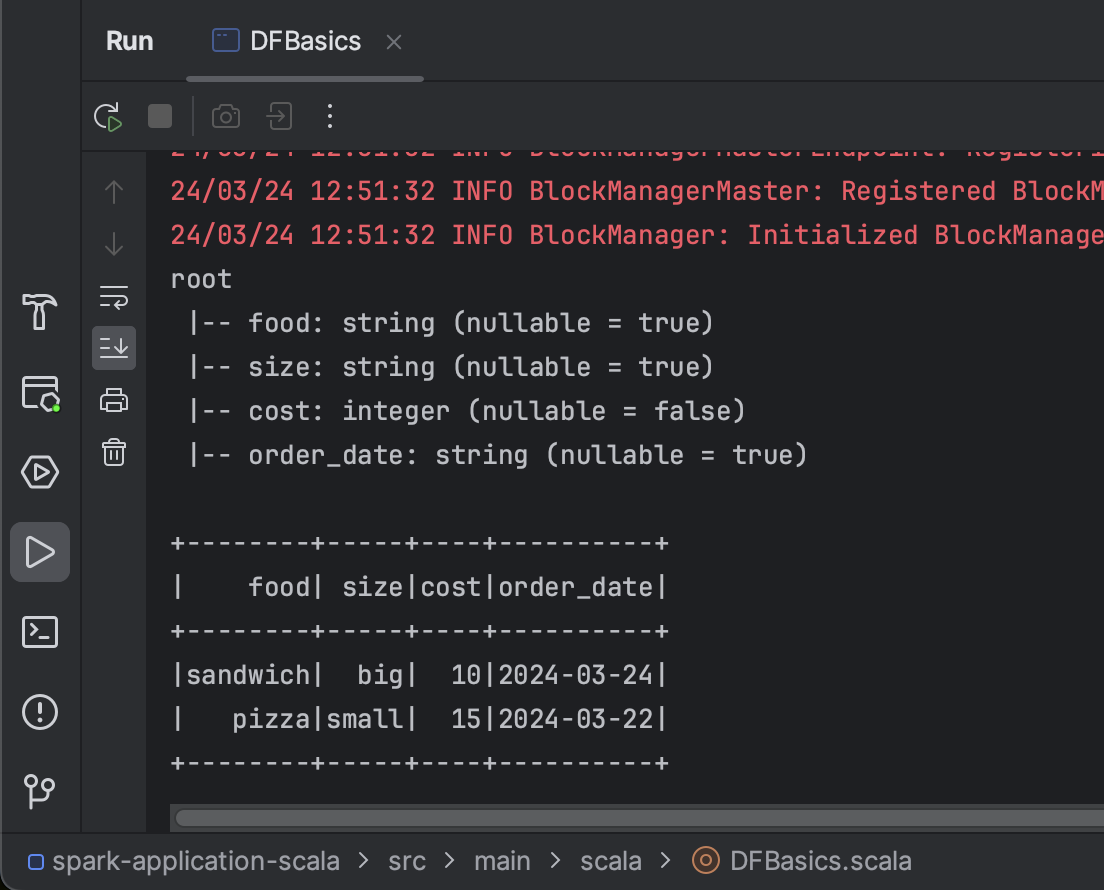 Run DFBasics
24/03/24 12:51:32 INFO BlockManagerMasterEndpoint: Registeri
24/03/24 12:51:32 INFO BlockManagerMaster: Registered BlockM
24/03/24 12:51:32 INFO BlockManager: Initialized BlockManage
root
 |-- food: string (nullable = true)
 |-- size: string (nullable = true)
 |-- cost: integer (nullable = false)
 |-- order_date: string (nullable = true)
+--------+-----+----+----------+
|    food| size|cost|order_date|
+--------+-----+----+----------+
|sandwich|  big|  10|2024-03-24|
|   pizza|small|  15|2024-03-22|
+--------+-----+----+----------+
spark-application-scala > src > main > scala > DFBasics.scala